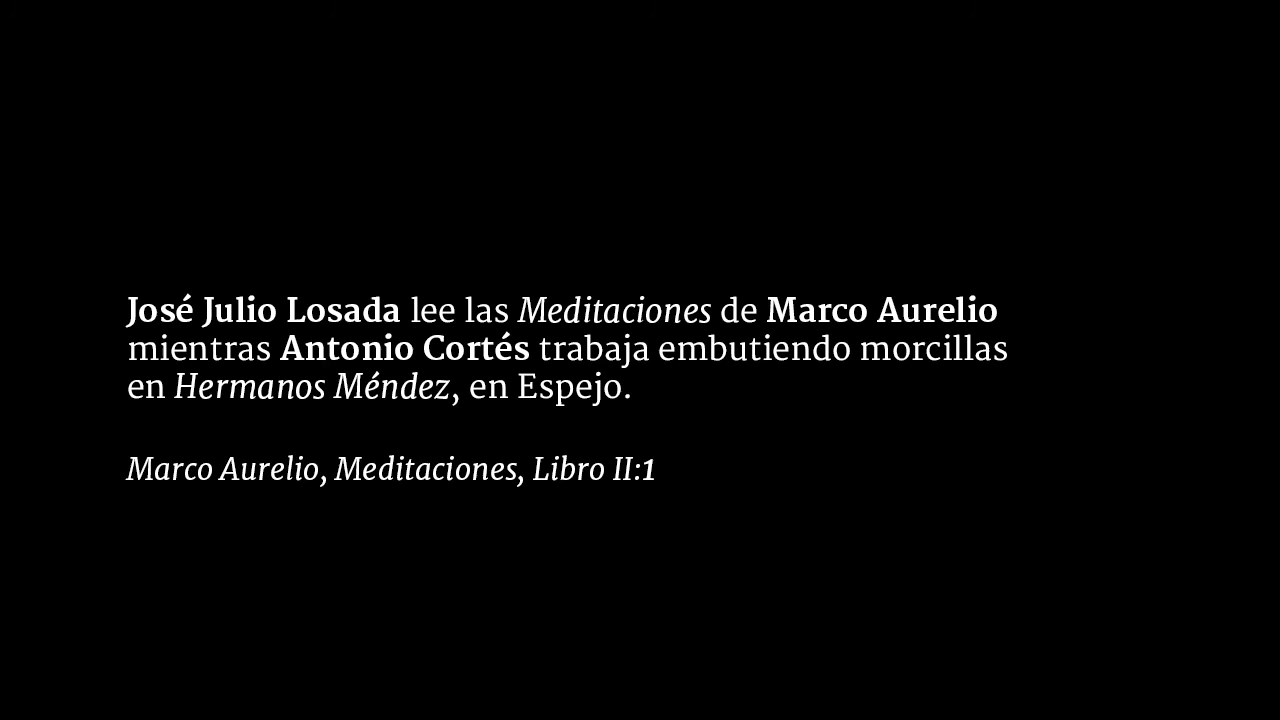 José Julio Losada lee las Meditaciones de Marco Aurelio
mientras Antonio Cortés trabaja embutiendo morcillas
en Hermanos Méndez, en Espejo.
Marco Aurelio, Meditaciones, Libro II:1